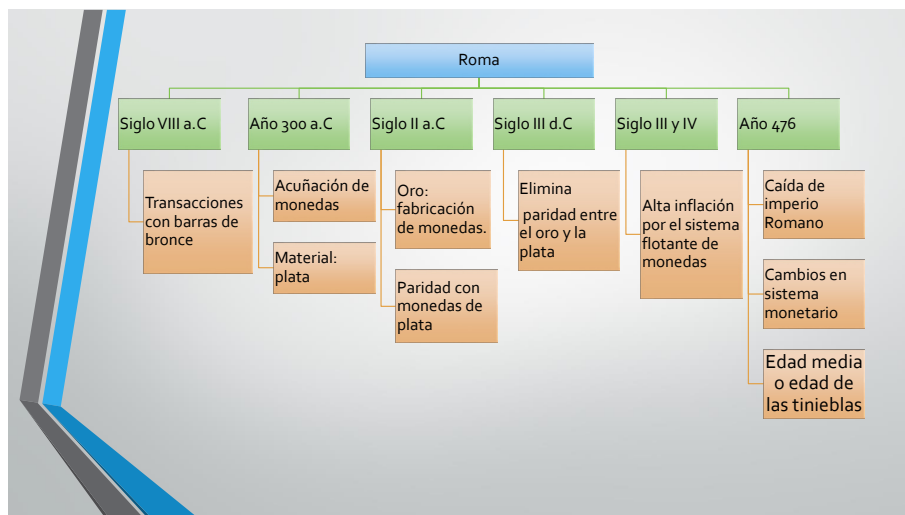 Roma
Siglo VIII a.C
Transacciones
con barras de
bronce
Año 300 a.C
Acuñación de
monedas
Material:
plata
Siglo II a.C
Oro:
fabricación
de monedas.
Paridad con
monedas de
plata
Siglo III d.C
Elimina
paridad entre
el oro y la
plata
Siglo III y IV
Alta inflación
por el sistema
flotante de
monedas
Año 476
Caída de
imperio
Romano
Cambios en
sistema
monetario
Edad media
o edad de
las tinieblas